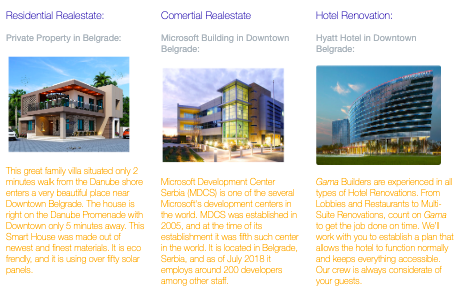 Residential Realestate:
Private Property in Belgrade:
This great family villa situated only 2
minutes walk from the Danube shore
enters a very beautiful place near
Downtown Belgrade. The house is
right on the Danube Promenade with
Downtown only 5 minutes away. This
Smart House was made out of
newest and finest materials. It is eco
frendly, and it is using over fifty solar
panels.
Comertial Realestate
Microsoft Building in Downtown
Belgrade:
Microsoft Development Center
Serbia (MDCS) is one of the several
Microsoft's development centers in
the world. MDCS was established in
2005, and at the time of its
establishment it was fifth such center
in the world. It is located in Belgrade,
Serbia, and as of July 2018 it
employs around 200 developers
among other staff.
Hotel Renovation:
Hyatt Hotel in Downtown
Belgrade:
Gama Builders are experienced in all
types of Hotel Renovations. From
Lobbies and Restaurants to Multi-
Suite Renovations, count on Gama
to get the job done on time. We'll
work with you to establish a plan that
allows the hotel to function normally
and keeps everything accessible.
Our crew is always considerate of
your guests.